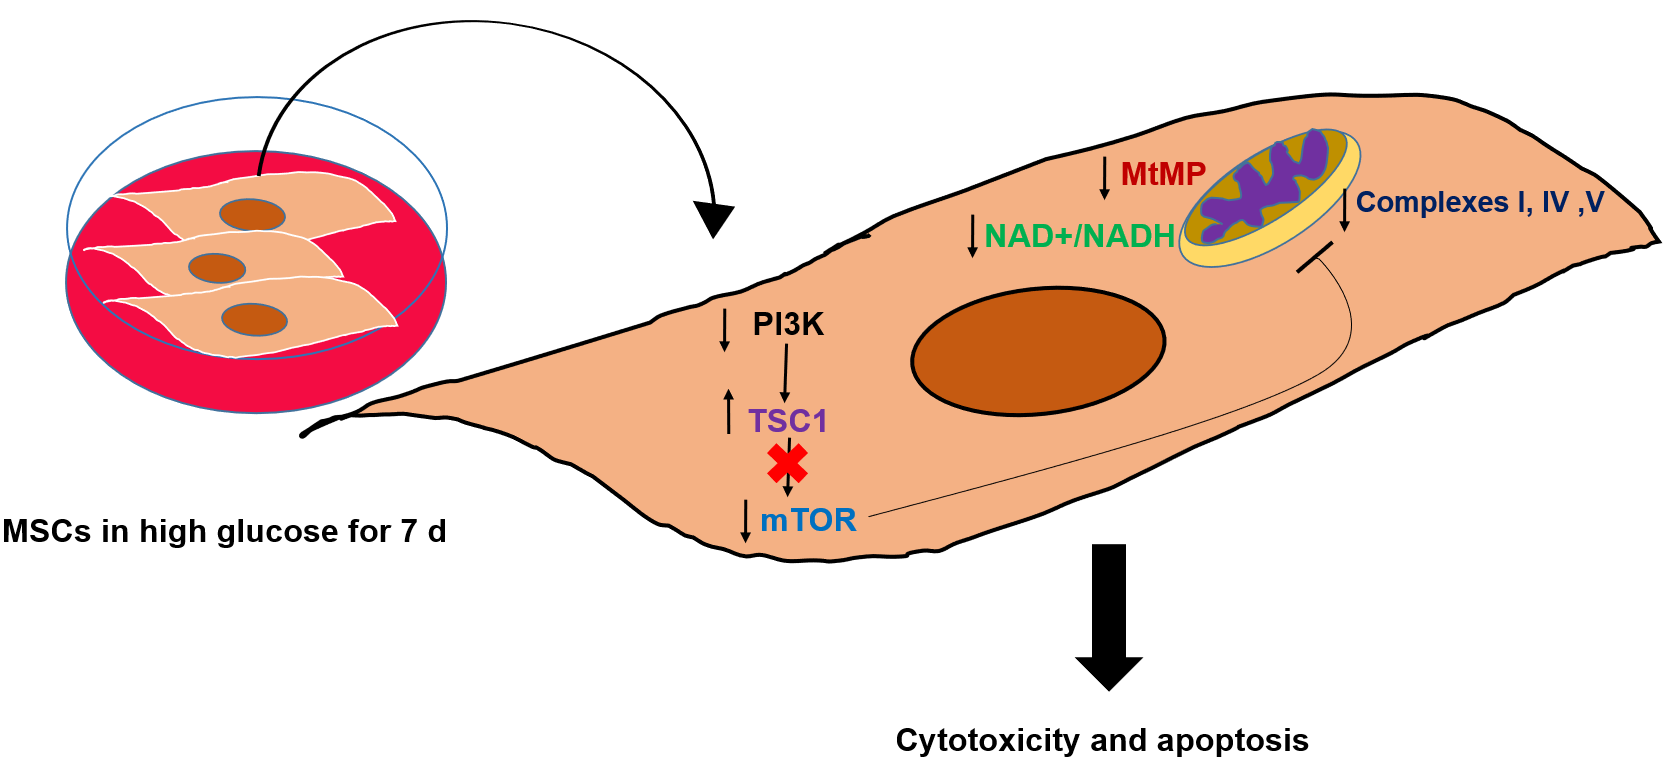 MtMP
Complexes I, IV ,V
NAD+/NADH
PI3K
TSC1
mTOR
MSCs in high glucose for 7 d
Cytotoxicity and apoptosis